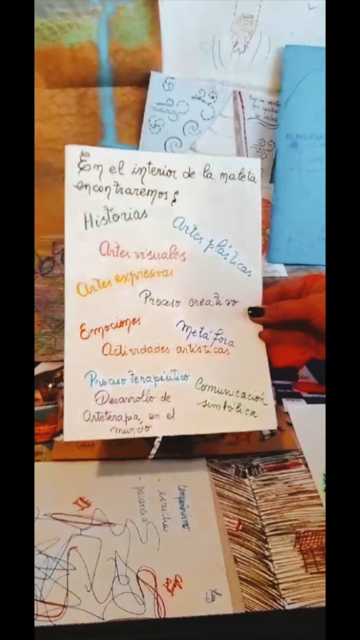 En el interior de la maleta
encontraremos:
Historias
Artes plásticas
Artes visuales
Artes expresivas
Proceso creativo
Emociones
Metáfora
Actividades artísticas
Proceso terapéutico
Comunicación
simbólica
Desarrollo de
Arteterapia en el
mundo